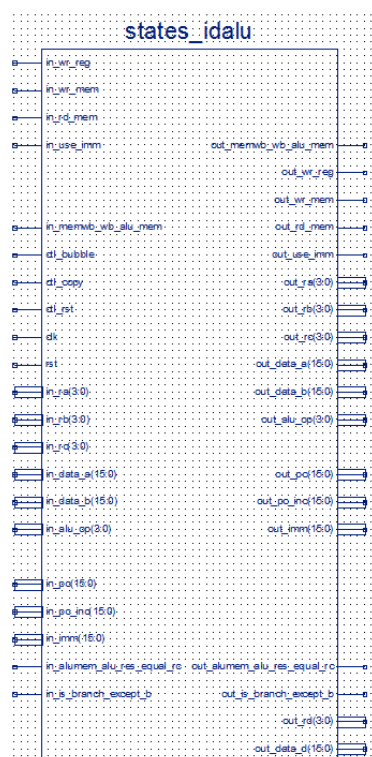 states_idalu
in_wr_reg
in_wr_mem
in_rd_mem
in_use_imm out_memwb_wb_alu_mem
out_wr_reg
out_wr_mem
in_memwb_wb_alu_mem out_rd_mem
ctl_bubble out_use_imm
ctl_copy out_ra(3:0)
ctl_rst out_rb(3:0)
clk out_rc(3:0)
rst out_data_a(15:0)
in_ra(3:0) out_data_b(15:0)
in_rb(3:0) out_alu_op(3:0)
in_rc(3:0)
in_data_a(15:0) out_pc(15:0)
in_data_b(15:0) out_pc_inc(15:0)
in_alu_op(3:0) out_imm(15:0)
in_pc(15:0)
in_pc_inc(15:0)
in_imm(15:0)
in_alumem_alu_res_equal_rc out_alumem_alu_res_equal_rc
in_is_branch_except_b out_is_branch_except_b
out_rd(3:0)
out_data_d(15:0)